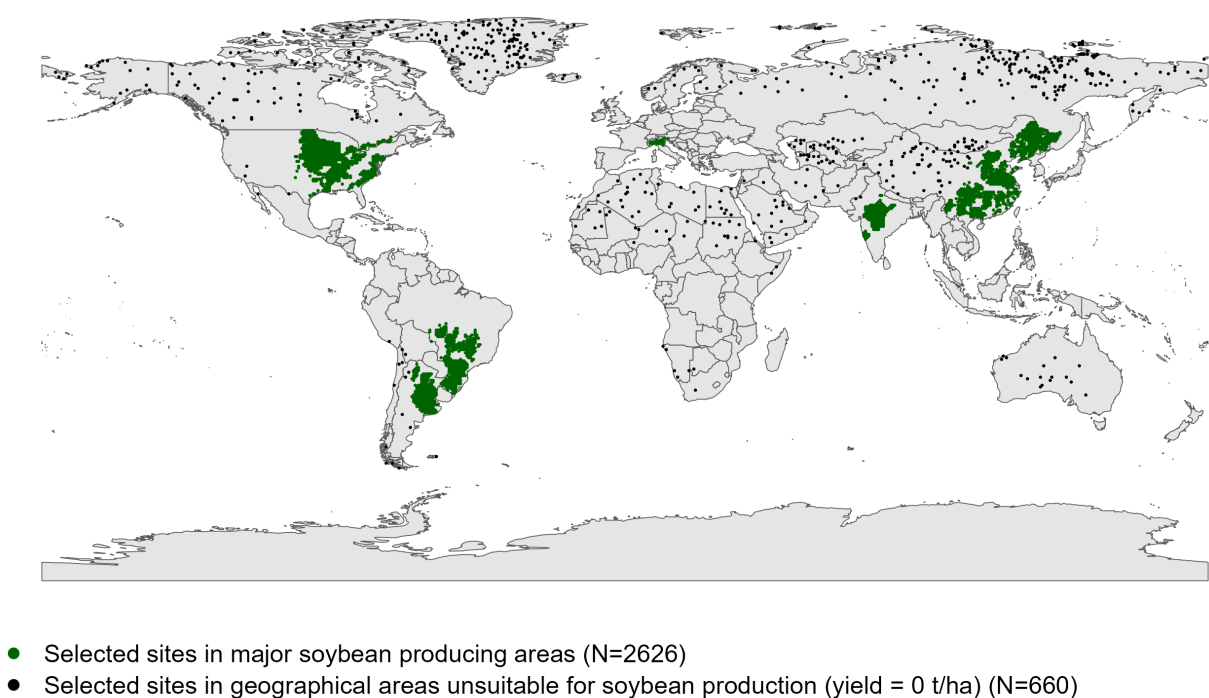 Selected sites in major soybean producing areas (N=2626)
Selected sites in geographical areas unsuitable for soybean production (yield = 0 t/ha) (N=660)